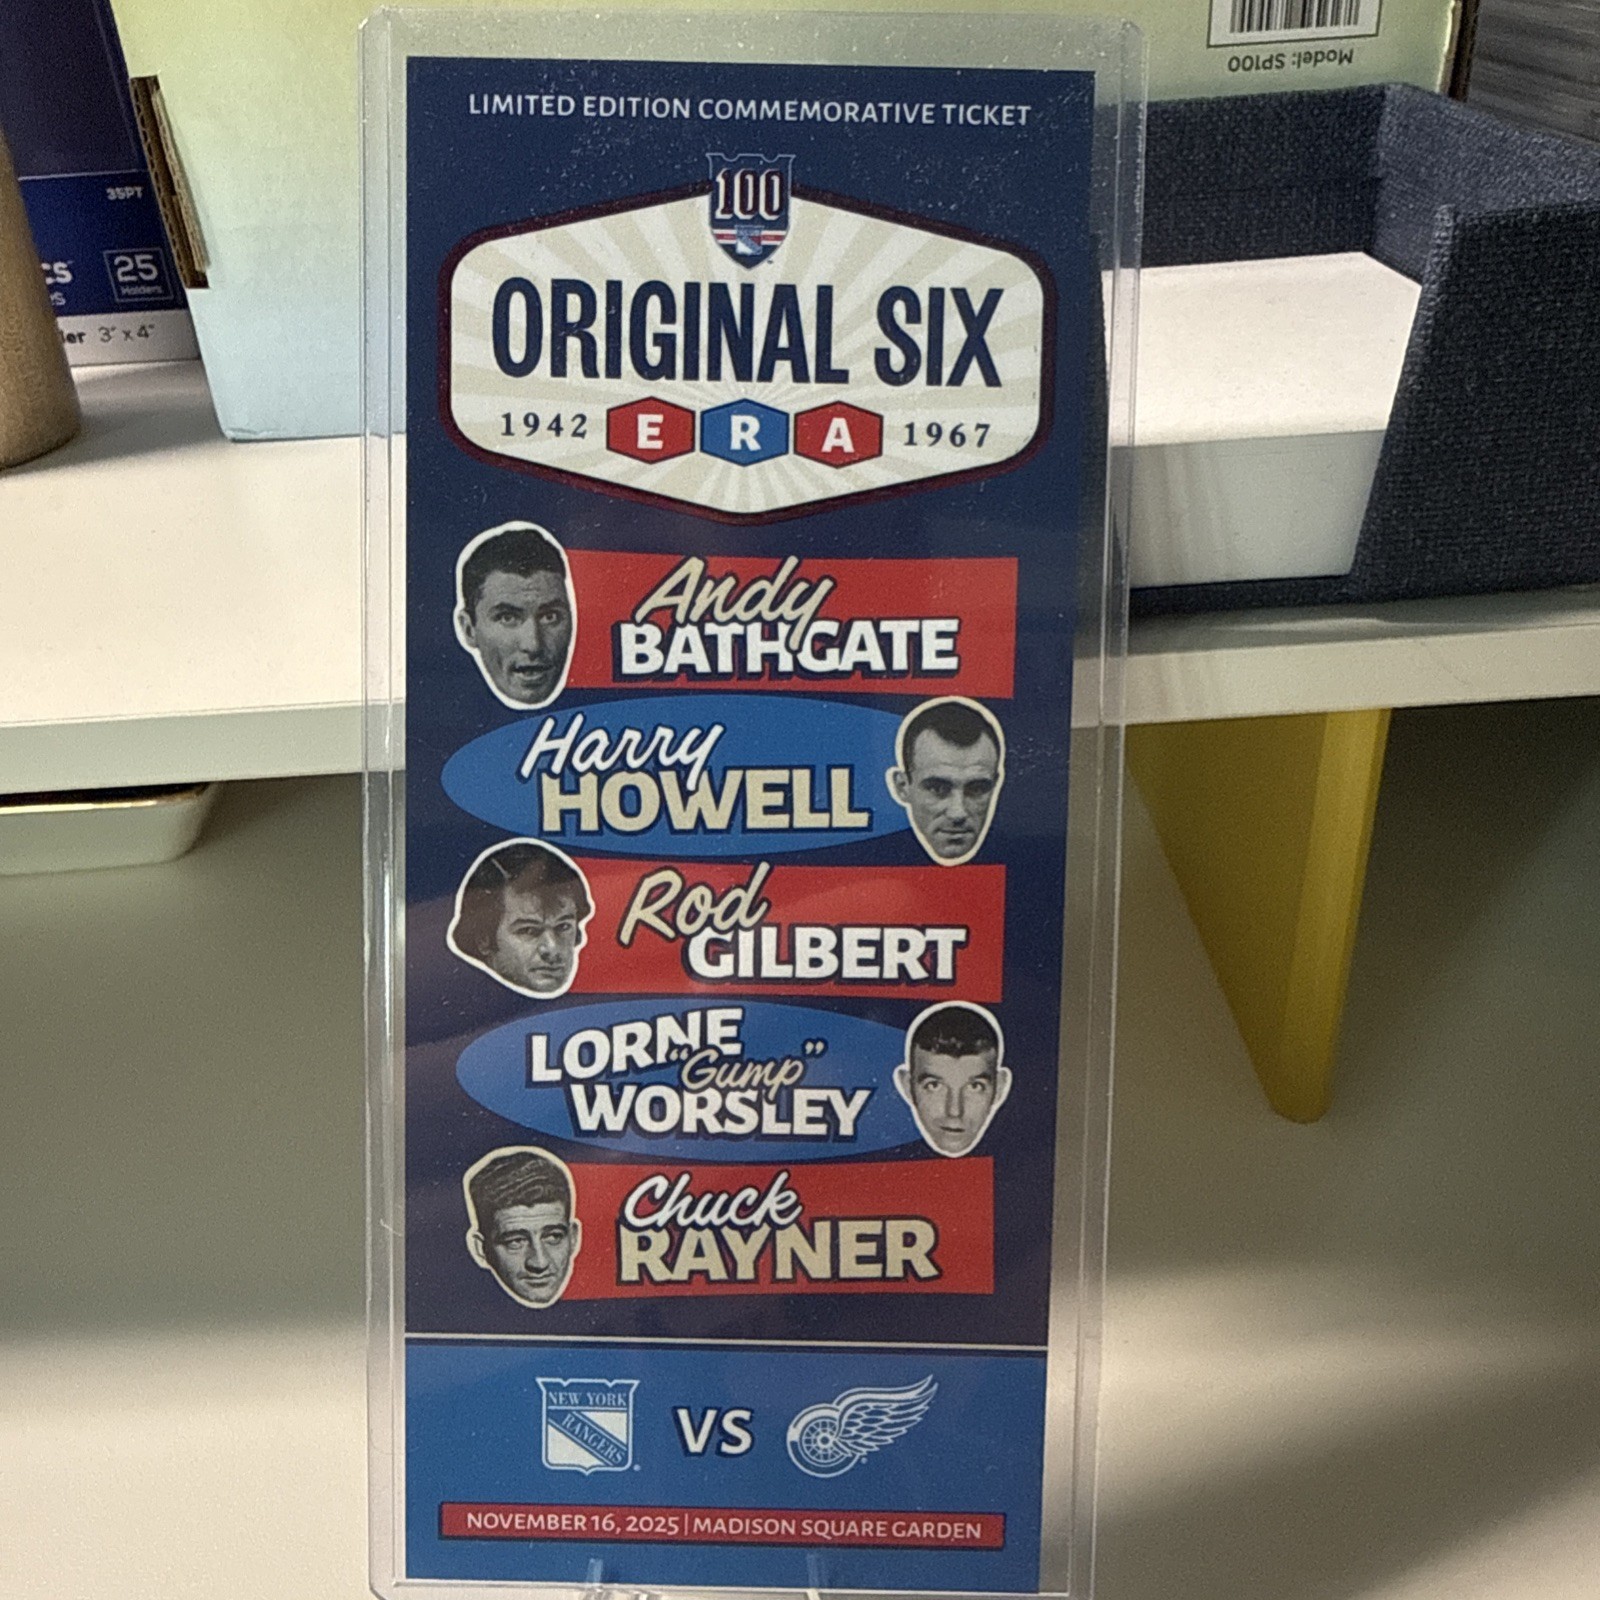 Model: SP100
35PT
25
Holders
3" x 4"
LIMITED EDITION COMMEMORATIVE TICKET
100
ORIGINAL SIX
1942 ERA 1967
Andy
BATHGATE
Harry
HOWELL
Rod
GILBERT
LORNE
"Gump"
WORSLEY
Chuck
RAYNER
NEW YORK
RANGERS
VS
NOVEMBER 16, 2025 | MADISON SQUARE GARDEN